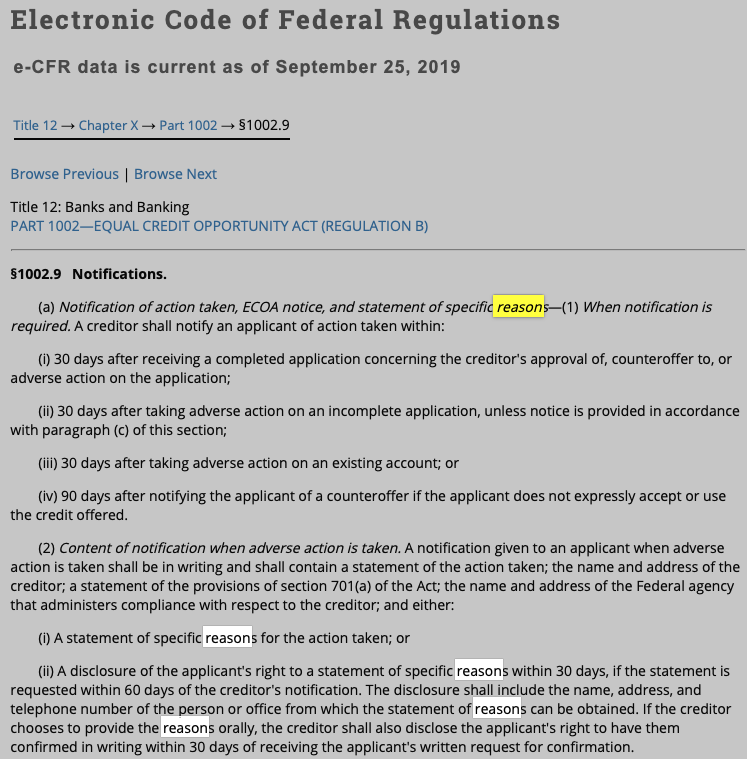 Electronic Code of Federal Regulations
e-CFR data is current as of September 25, 2019
Title 12 → Chapter X → Part 1002 → §1002.9
Browse Previous | Browse Next
Title 12: Banks and Banking
PART 1002—EQUAL CREDIT OPPORTUNITY ACT (REGULATION B)
§1002.9 Notifications.
(a) Notification of action taken, ECOA notice, and statement of specific reasons—(1) When notification is
required. A creditor shall notify an applicant of action taken within:
(i) 30 days after receiving a completed application concerning the creditor's approval of, counteroffer to, or
adverse action on the application;
(ii) 30 days after taking adverse action on an incomplete application, unless notice is provided in accordance
with paragraph (c) of this section;
(iii) 30 days after taking adverse action on an existing account; or
(iv) 90 days after notifying the applicant of a counteroffer if the applicant does not expressly accept or use
the credit offered.
(2) Content of notification when adverse action is taken. A notification given to an applicant when adverse
action is taken shall be in writing and shall contain a statement of the action taken; the name and address of the
creditor; a statement of the provisions of section 701(a) of the Act; the name and address of the Federal agency
that administers compliance with respect to the creditor; and either:
(i) A statement of specific reasons for the action taken; or
(ii) A disclosure of the applicant's right to a statement of specific reasons within 30 days, if the statement is
requested within 60 days of the creditor's notification. The disclosure shall include the name, address, and
telephone number of the person or office from which the statement of reasons can be obtained. If the creditor
chooses to provide the reasons orally, the creditor shall also disclose the applicant's right to have them
confirmed in writing within 30 days of receiving the applicant's written request for confirmation.